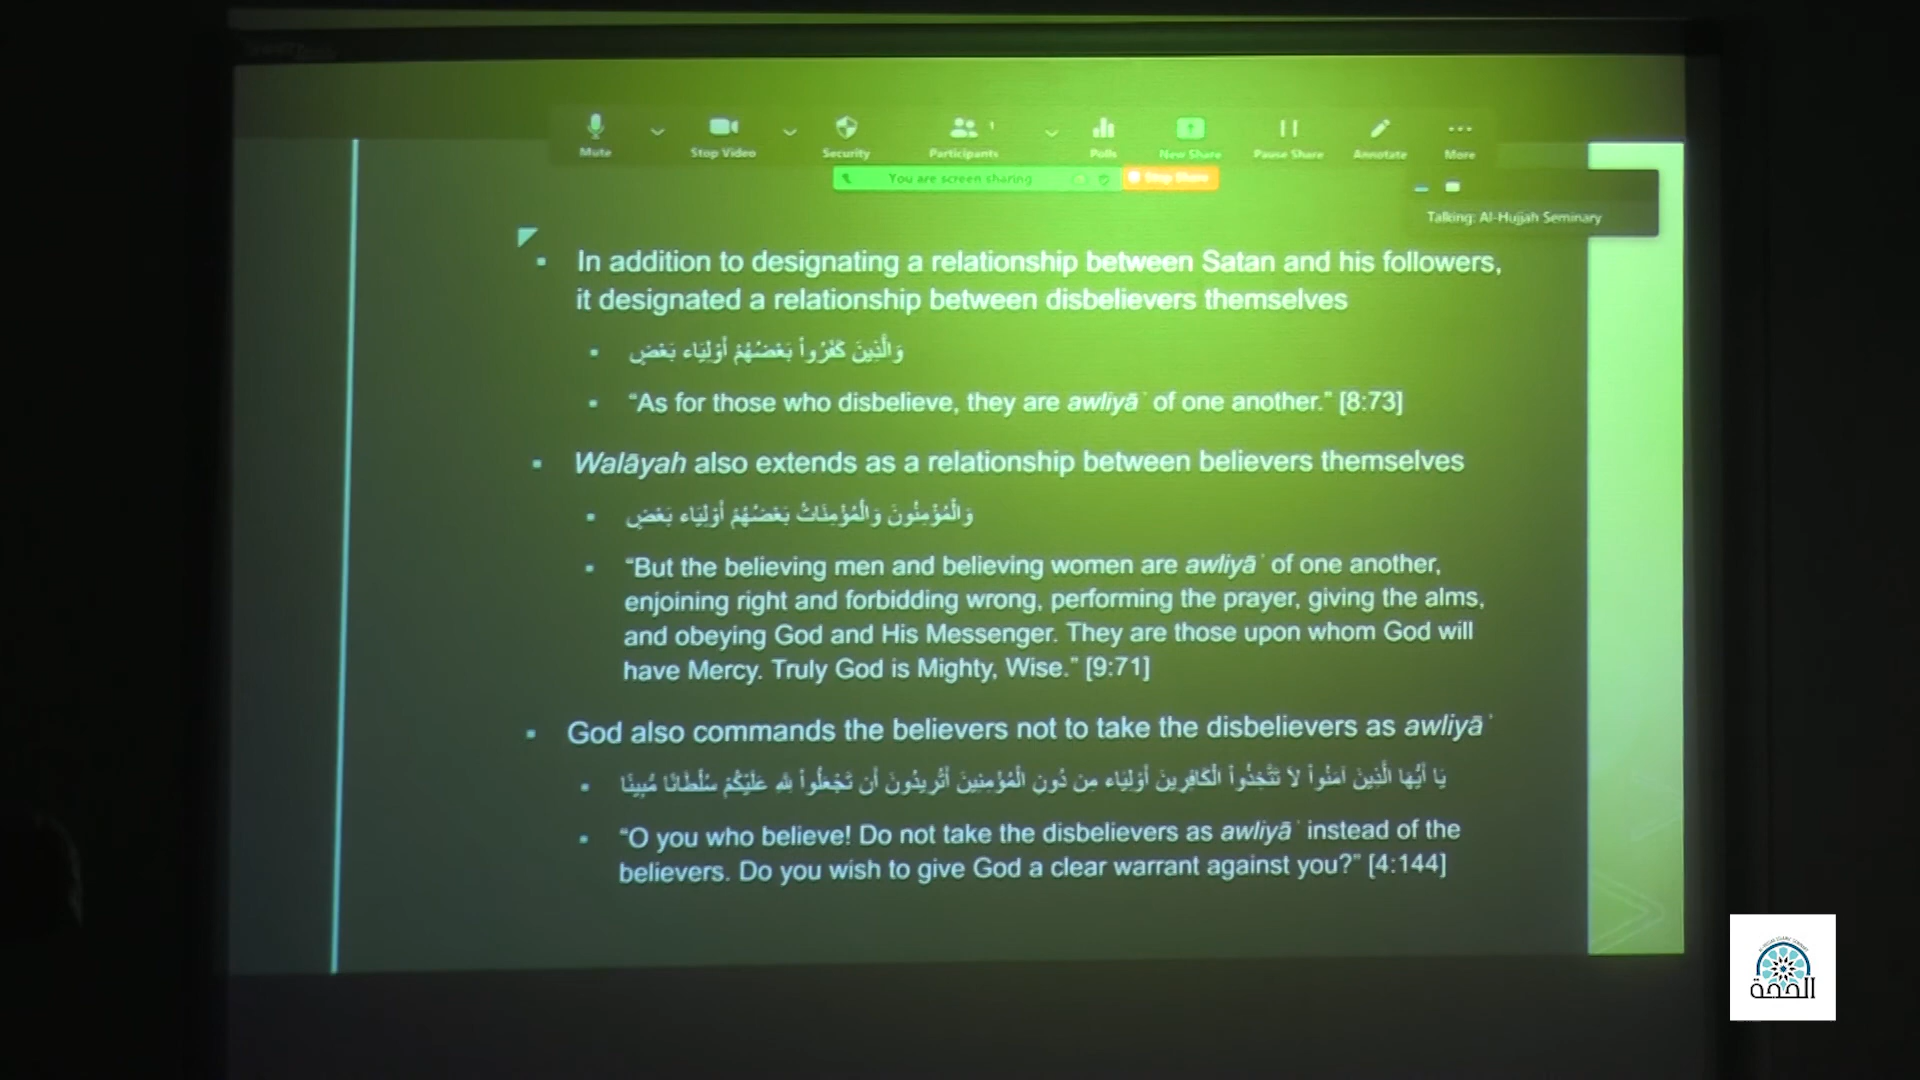 Mute
Stop Video
Security
Participants 1
Polls
New Share
Pause Share
Annotate
More
You are screen sharing
Stop Share
Talking: Al-Hujjah Seminary
In addition to designating a relationship between Satan and his followers,
it designated a relationship between disbelievers themselves
وَالَّذِينَ كَفَرُواْ بَعْضُهُمْ أَوْلِيَاء بَعْضٍ
“As for those who disbelieve, they are awliyāʾ of one another.” [8:73]
Walāyah also extends as a relationship between believers themselves
وَالْمُؤْمِنُونَ وَالْمُؤْمِنَاتُ بَعْضُهُمْ أَوْلِيَاء بَعْضٍ
“But the believing men and believing women are awliyāʾ of one another,
enjoining right and forbidding wrong, performing the prayer, giving the alms,
and obeying God and His Messenger. They are those upon whom God will
have Mercy. Truly God is Mighty, Wise.” [9:71]
God also commands the believers not to take the disbelievers as awliyāʾ
يَا أَيُّهَا الَّذِينَ آمَنُواْ لاَ تَتَّخِذُواْ الْكَافِرِينَ أَوْلِيَاء مِن دُونِ الْمُؤْمِنِينَ أَتُرِيدُونَ أَن تَجْعَلُواْ لِلّهِ عَلَيْكُمْ سُلْطَانًا مُّبِينًا
“O you who believe! Do not take the disbelievers as awliyāʾ instead of the
believers. Do you wish to give God a clear warrant against you?” [4:144]
الحجة